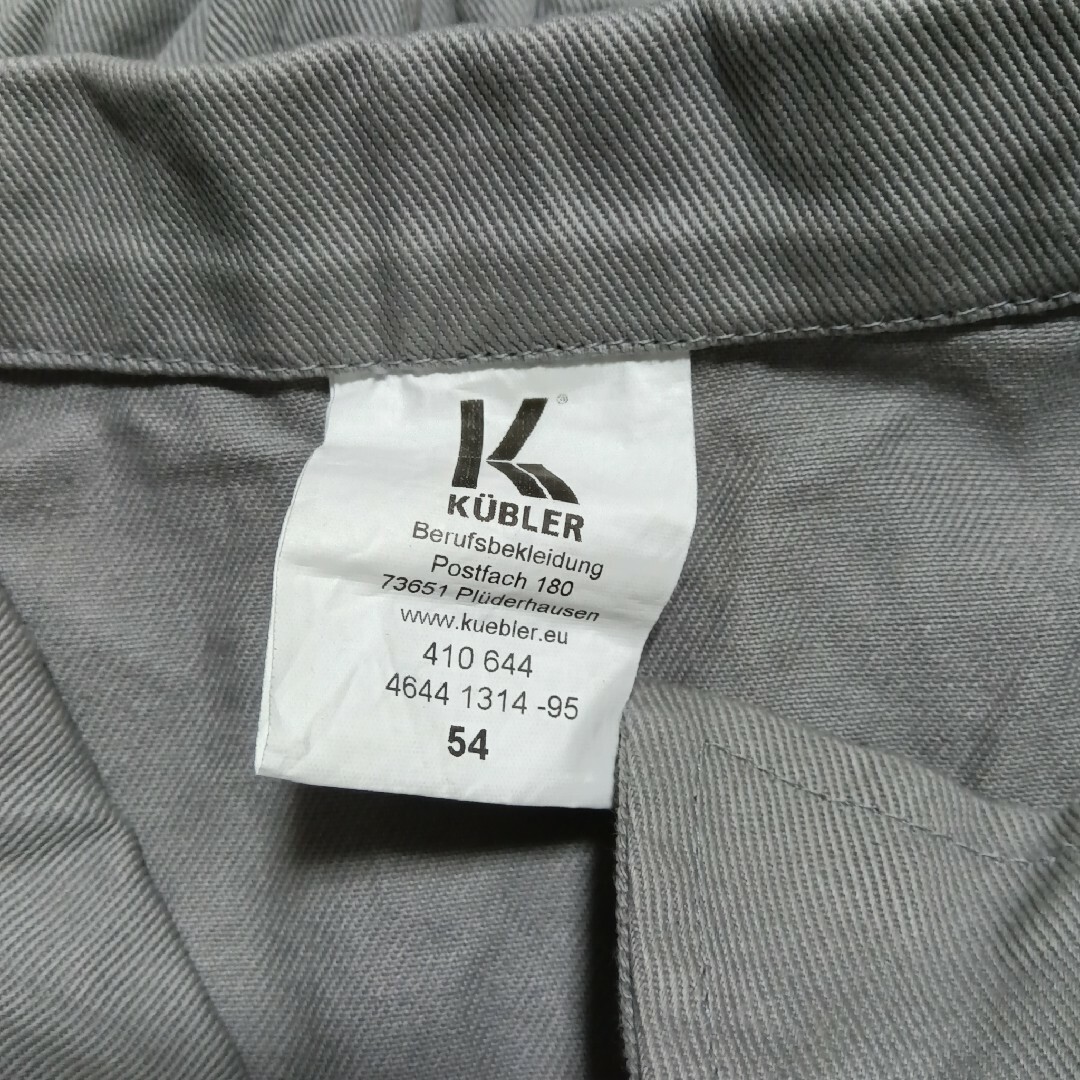 K®
KÜBLER
Berufsbekleidung
Postfach 180
73651 Plüderhausen
www.kuebler.eu
410 644
4644 1314 -95
54